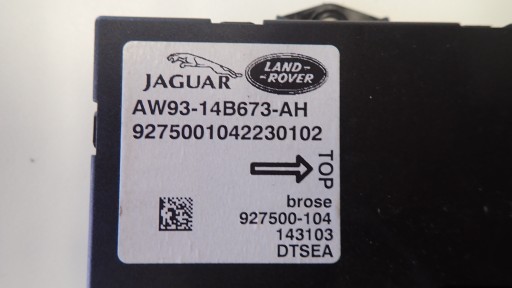 JAGUAR
LAND-
-ROVER
AW93-14B673-AH
9275001042230102
TOP
brose
927500-104
143103
DTSEA